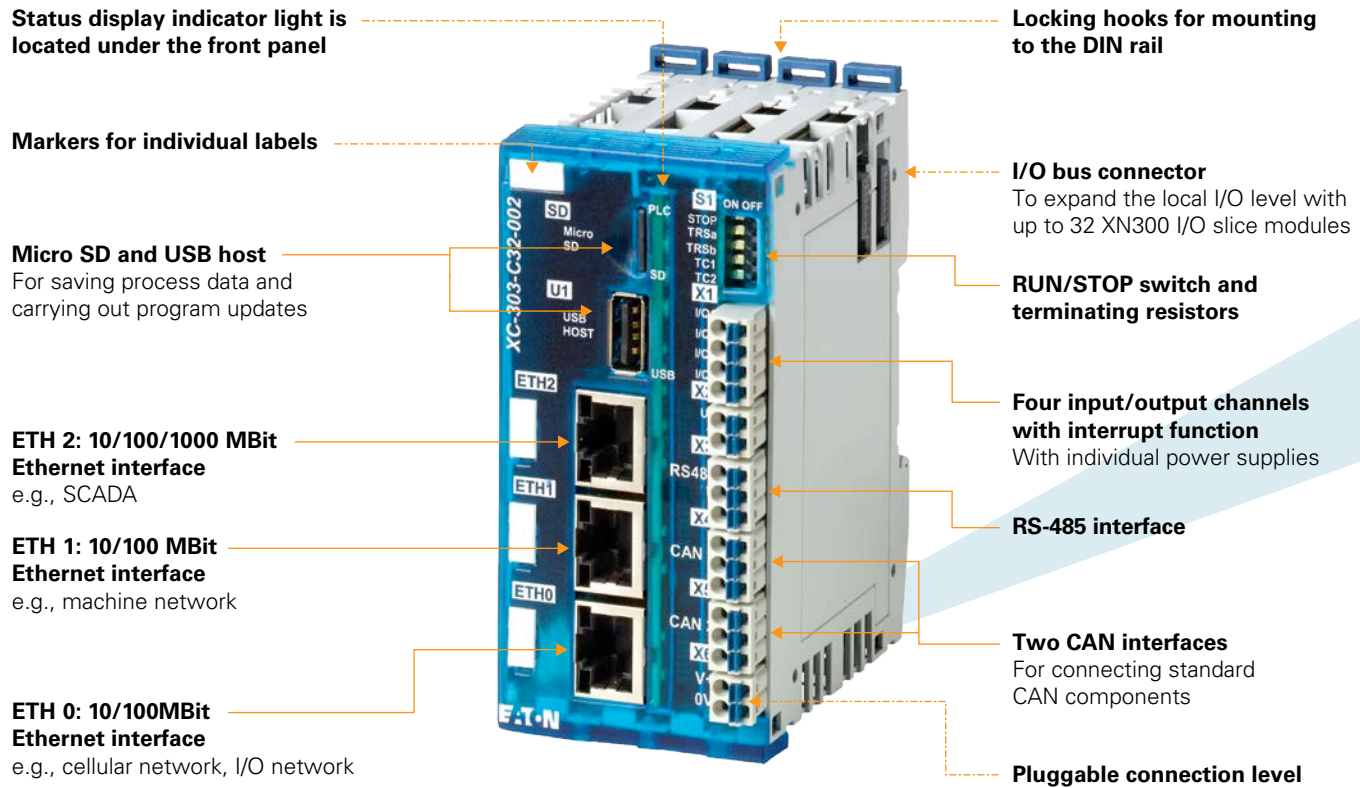 Status display indicator light is
located under the front panel
Markers for individual labels
Micro SD and USB host
For saving process data and
carrying out program updates
ETH 2: 10/100/1000 MBit
Ethernet interface
e.g., SCADA
ETH 1: 10/100 MBit
Ethernet interface
e.g., machine network
ETH 0: 10/100MBit
Ethernet interface
e.g., cellular network, I/O network
XC-303-C32-002
SD
Micro
SD
U1
USB
HOST
ETH2
ETH1
ETH0
PLC
SD
USB
S1 ON OFF
STOP
TRSa
TRSb
TC1
TC2
X1
I/O
I/O
I/O
I/O
X2
X3
RS48
X4
CAN
X5
CAN
X6
V+
0V
EATON
Locking hooks for mounting
to the DIN rail
I/O bus connector
To expand the local I/O level with
up to 32 XN300 I/O slice modules
RUN/STOP switch and
terminating resistors
Four input/output channels
with interrupt function
With individual power supplies
RS-485 interface
Two CAN interfaces
For connecting standard
CAN components
Pluggable connection level